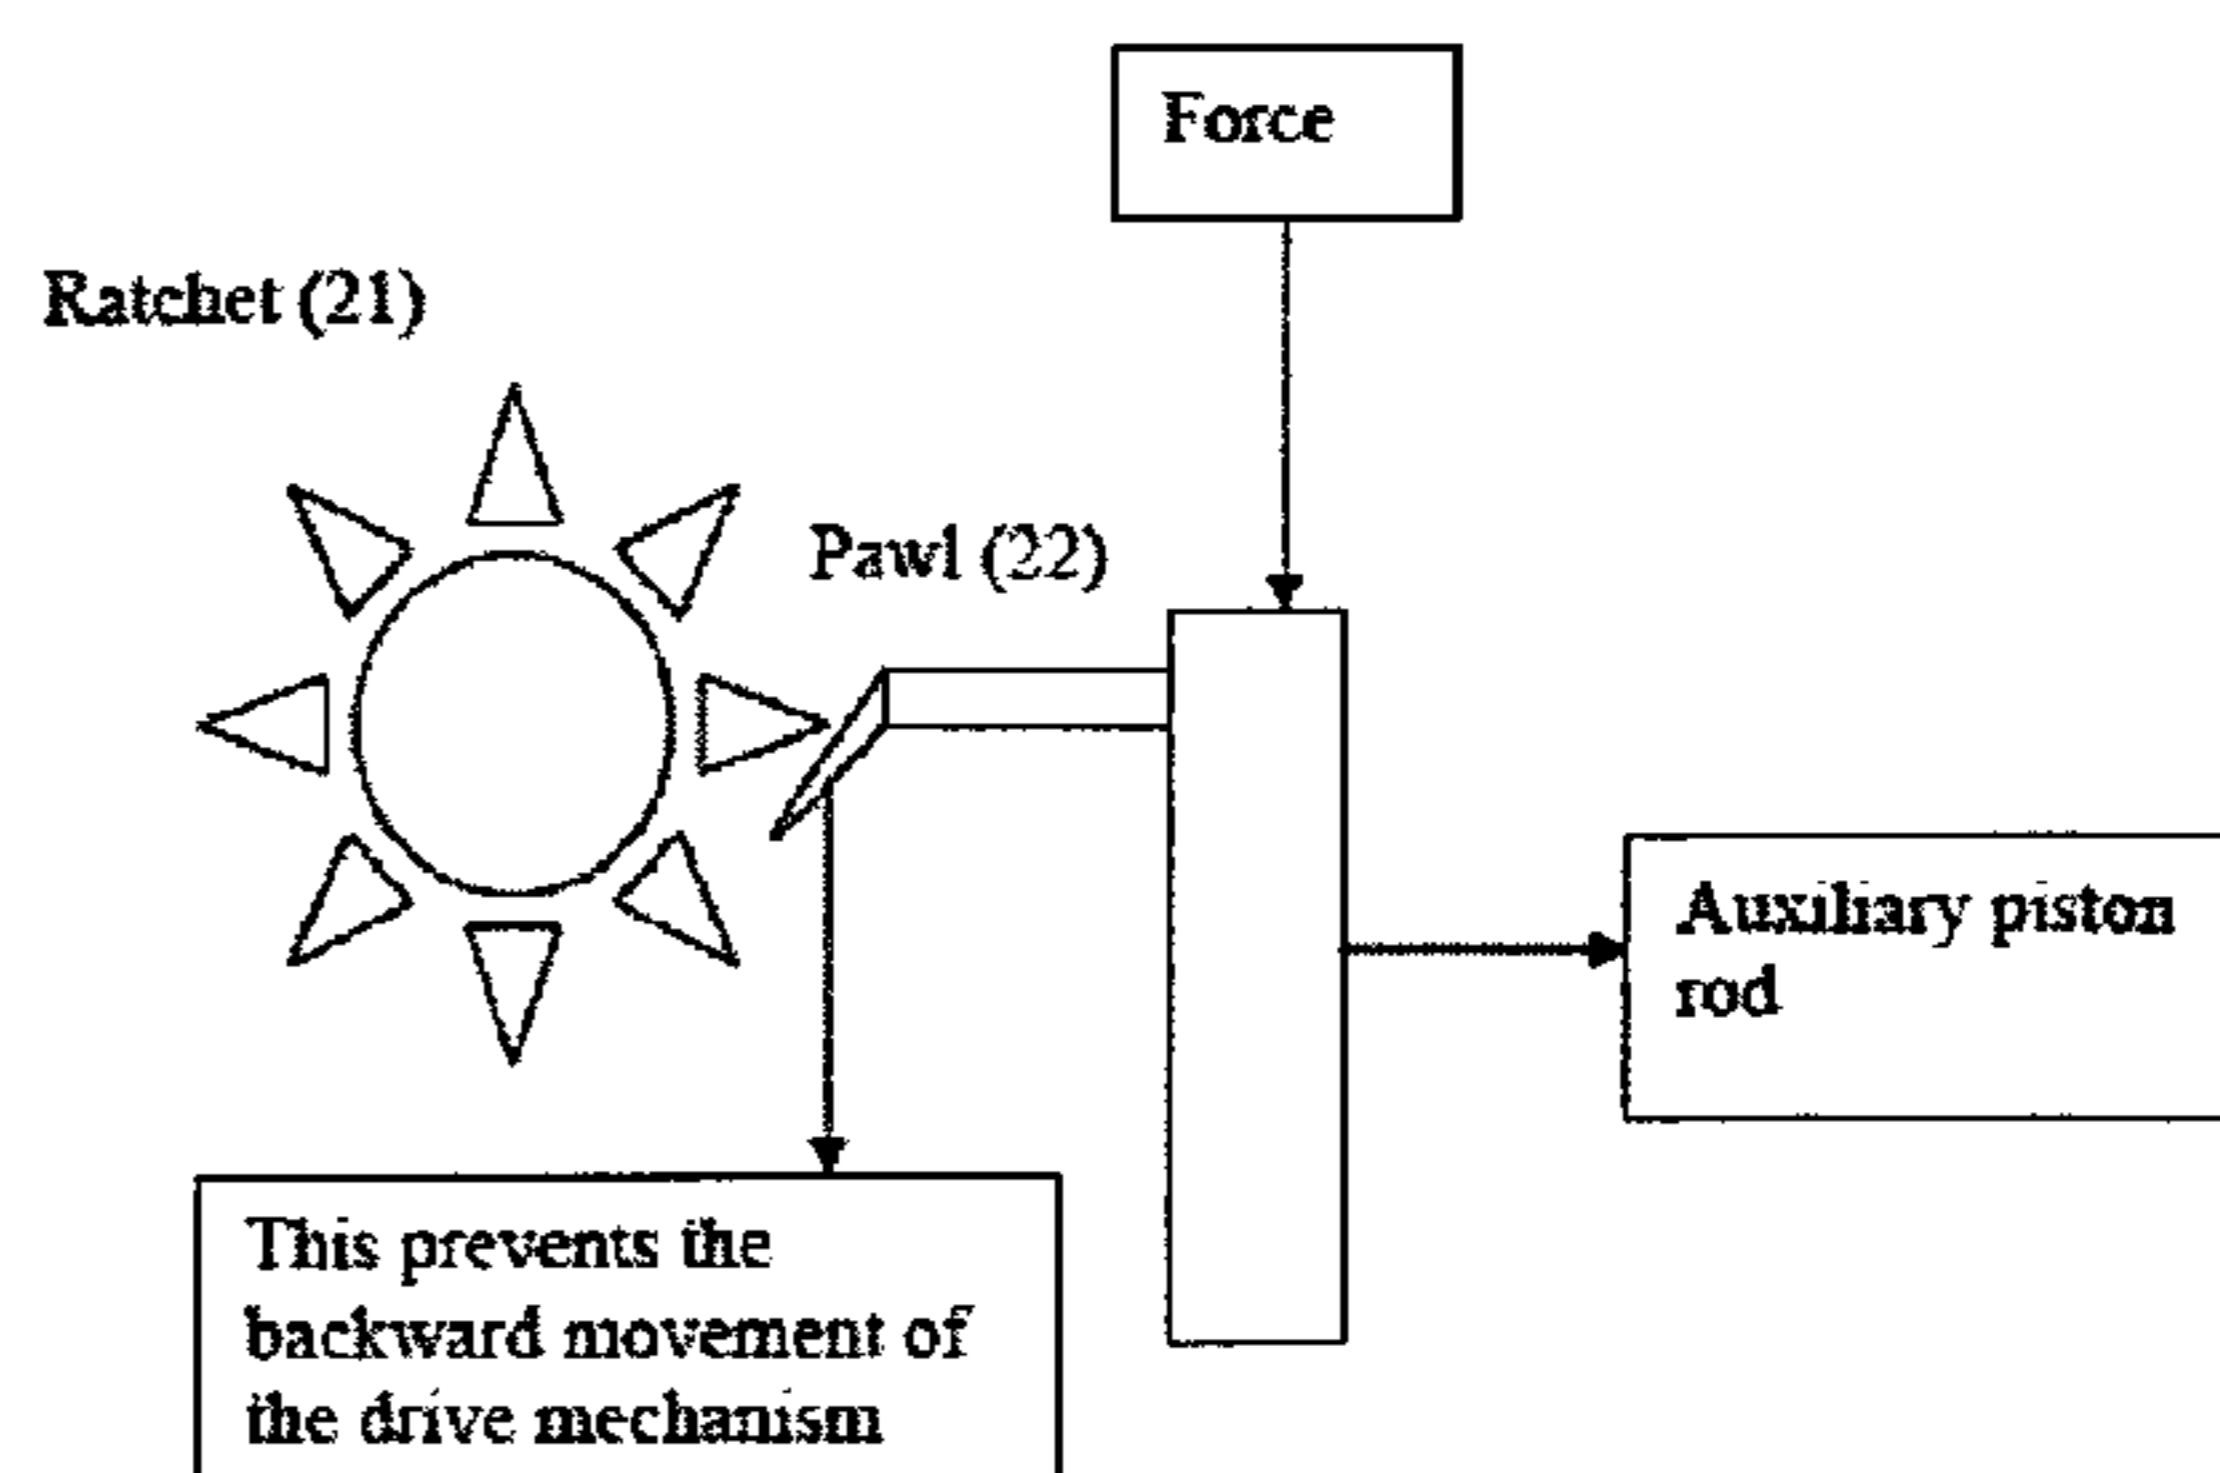 Force
Ratchet (21)
Pawl (22)
Auxiliary piston
rod
This prevents the
backward movement of
the drive mechanism